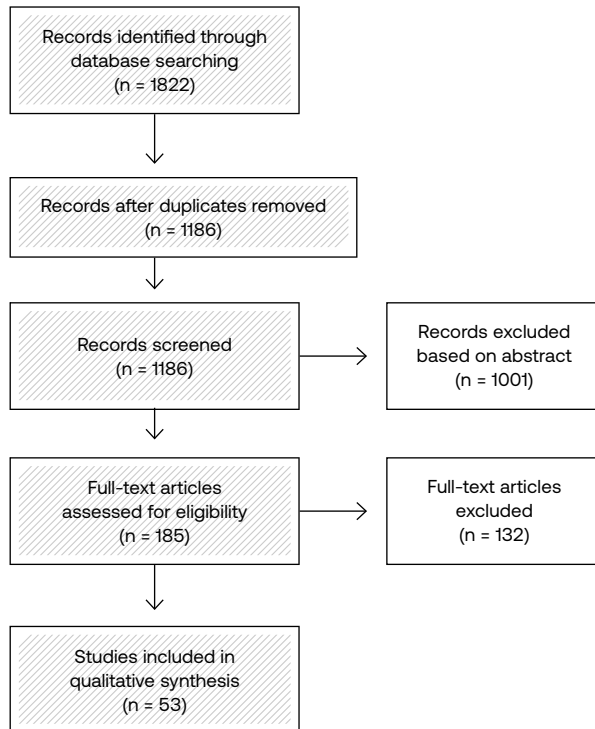 Records identified through
database searching
(n = 1822)
Records after duplicates removed
(n = 1186)
Records screened
(n = 1186)
Records excluded
based on abstract
(n = 1001)
Full-text articles
assessed for eligibility
(n = 185)
Full-text articles
excluded
(n = 132)
Studies included in
qualitative synthesis
(n = 53)